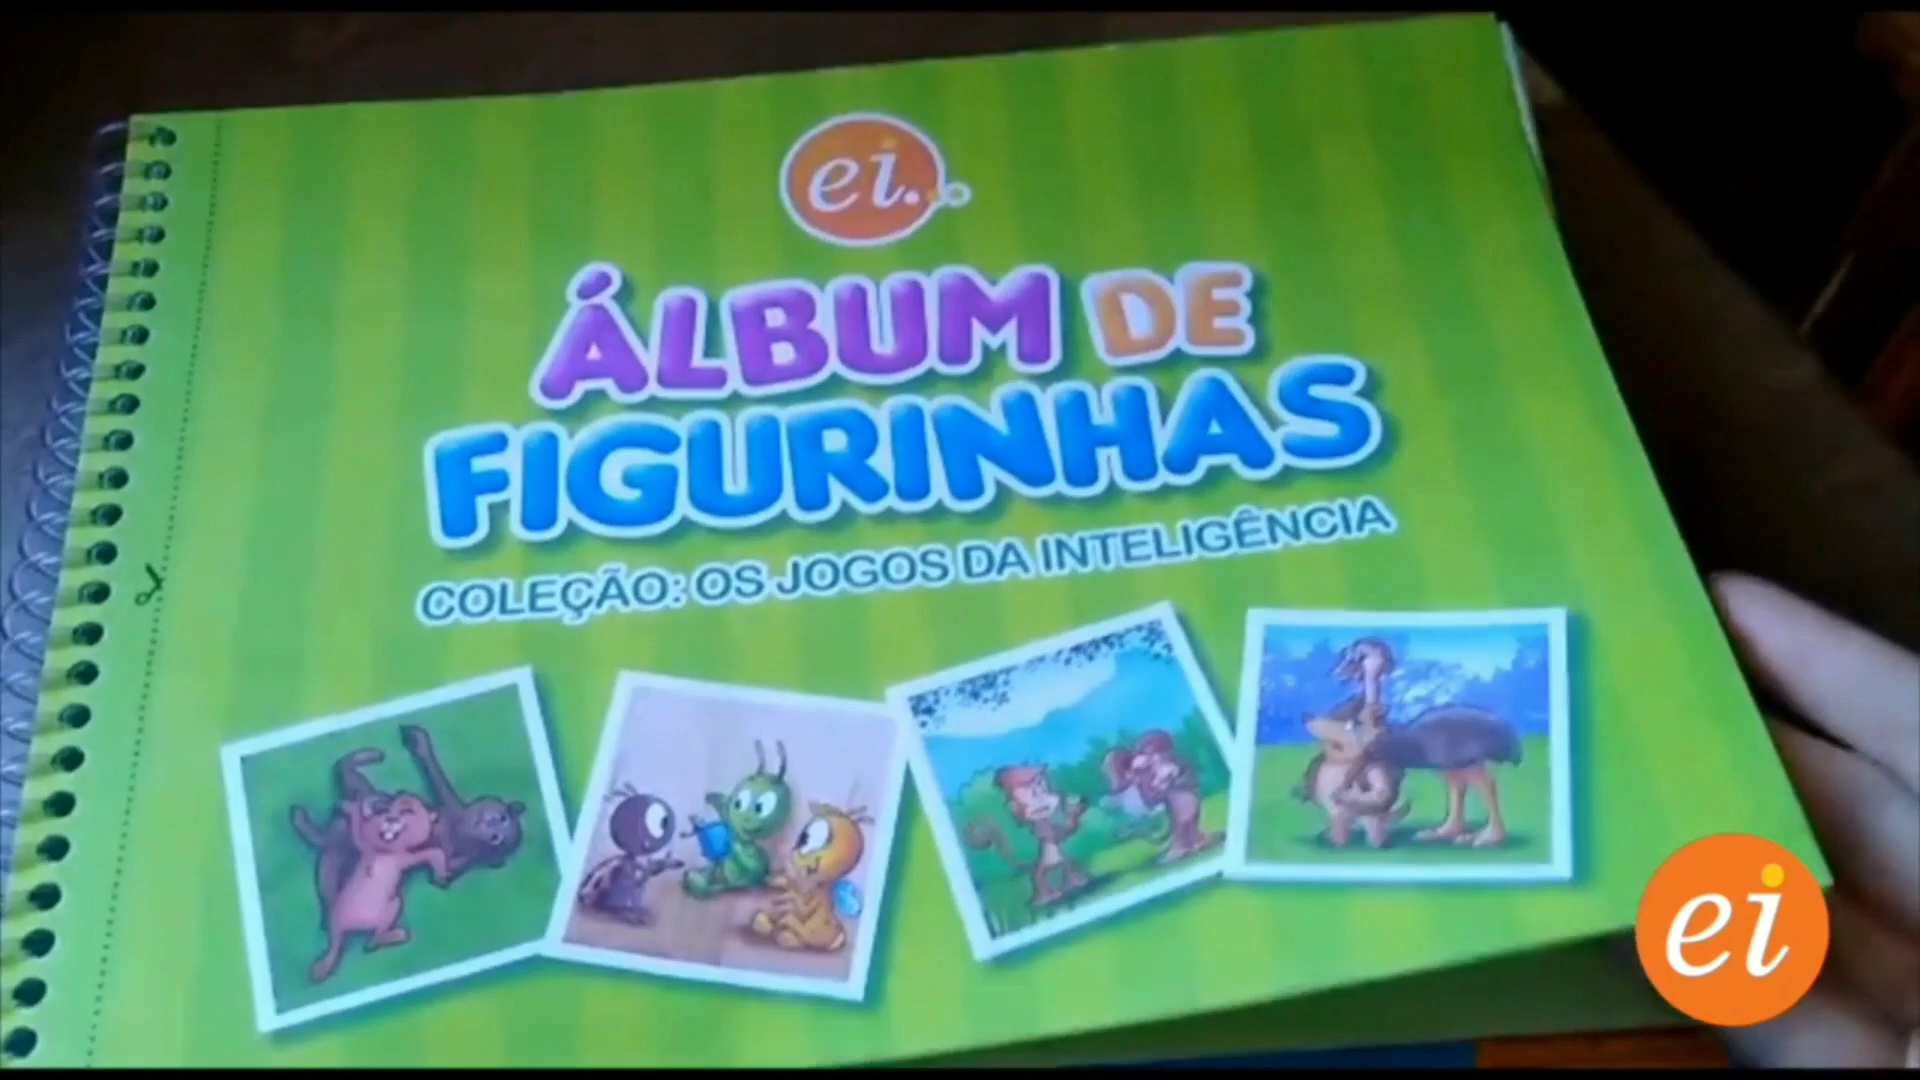 ei...
ÁLBUM DE
FIGURINHAS
COLEÇÃO: OS JOGOS DA INTELIGÊNCIA
ei